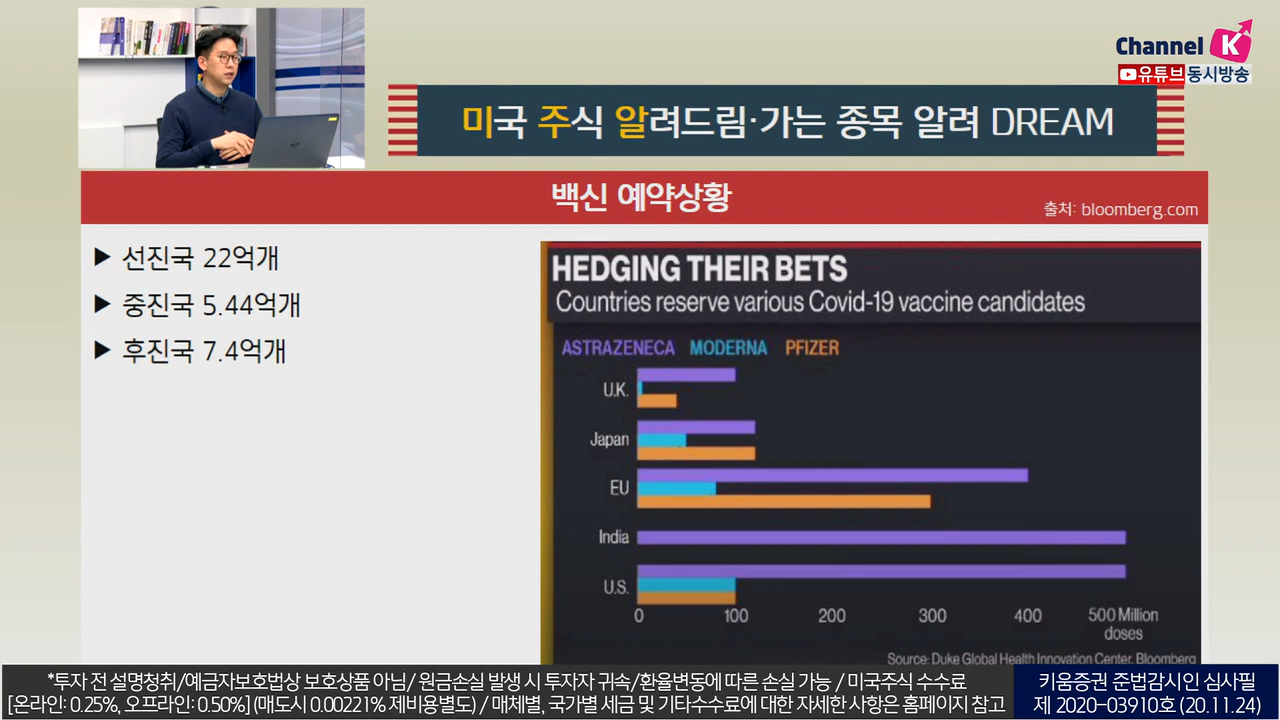 Channel K
유튜브동시방송
미국 주식 알려드림·가는 종목 알려 DREAM
백신 예약상황
출처: bloomberg.com
▶ 선진국 22억개
▶ 중진국 5.44억개
▶ 후진국 7.4억개
HEDGING THEIR BETS
Countries reserve various Covid-19 vaccine candidates
ASTRAZENECA MODERNA PFIZER
U.K.
Japan
EU
India
U.S.
0 100 200 300 400 500 Million
doses
Source: Duke Global Health Innovation Center, Bloomberg
*투자 전 설명청취/예금자보호법상 보호상품 아님/ 원금손실 발생 시 투자자 귀속/환율변동에 따른 손실 가능 / 미국주식 수수료
[온라인: 0.25%, 오프라인: 0.50%] (매도시 0.00221% 제비용별도) / 매체별, 국가별 세금 및 기타수수료에 대한 자세한 사항은 홈페이지 참고
키움증권 준법감시인 심사필
제 2020-03910호 (20.11.24)